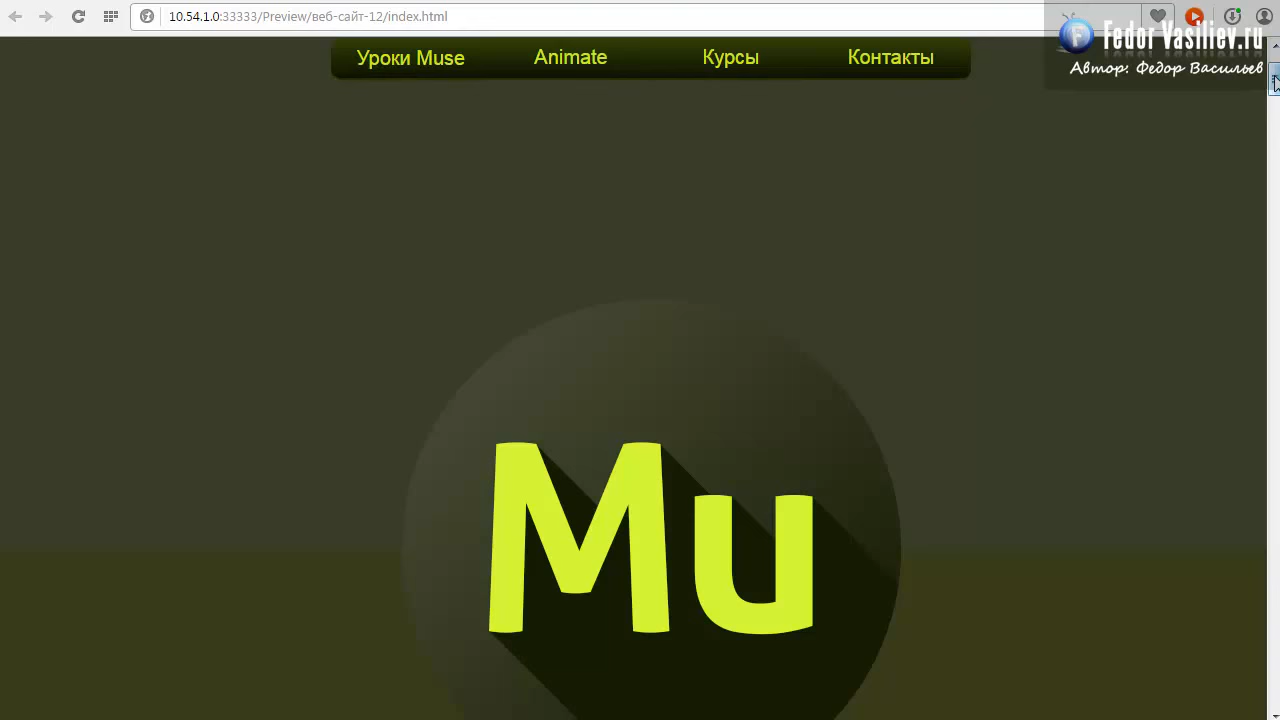 10.54.1.0:33333/Preview/веб-сайт-12/index.html
Fedor Vasiliev.ru
Автор: Федор Васильев
Уроки Muse Animate Курсы Контакты
Mu